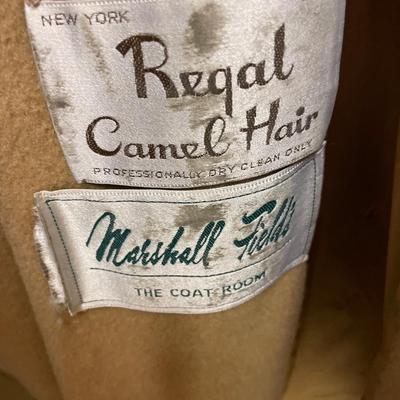 NEW YORK
Regal
Camel Hair
PROFESSIONALLY DRY CLEAN ONLY
Marshall Field's
THE COAT ROOM